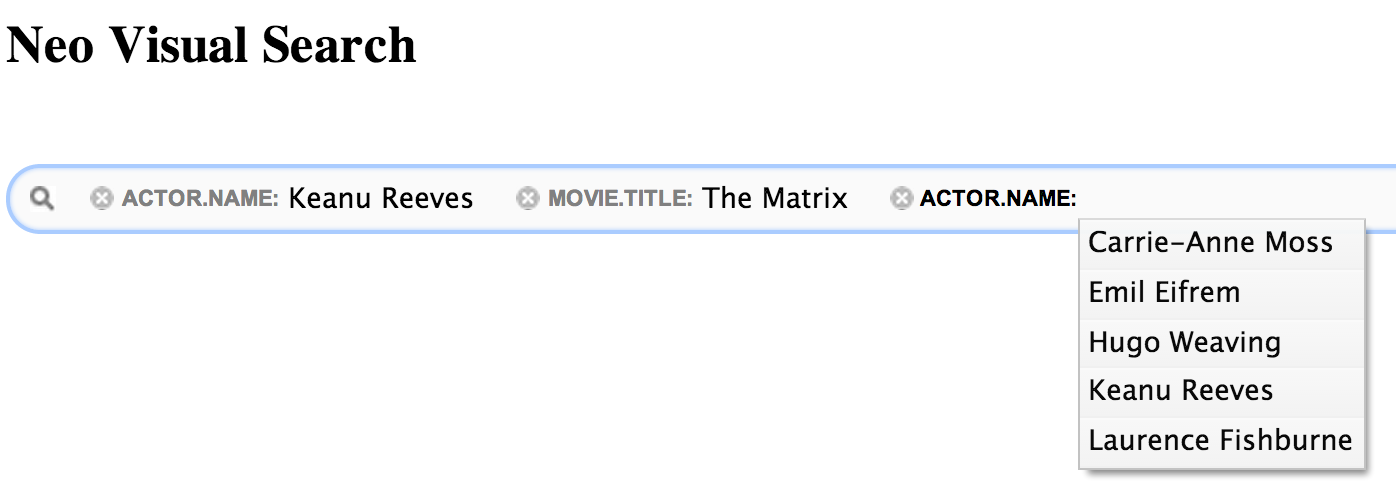 Neo Visual Search
ACTOR.NAME: Keanu Reeves MOVIE.TITLE: The Matrix ACTOR.NAME:
Carrie-Anne Moss
Emil Eifrem
Hugo Weaving
Keanu Reeves
Laurence Fishburne